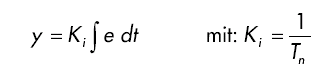 y = K_i ∫ e dt mit: K_i = 1/T_n